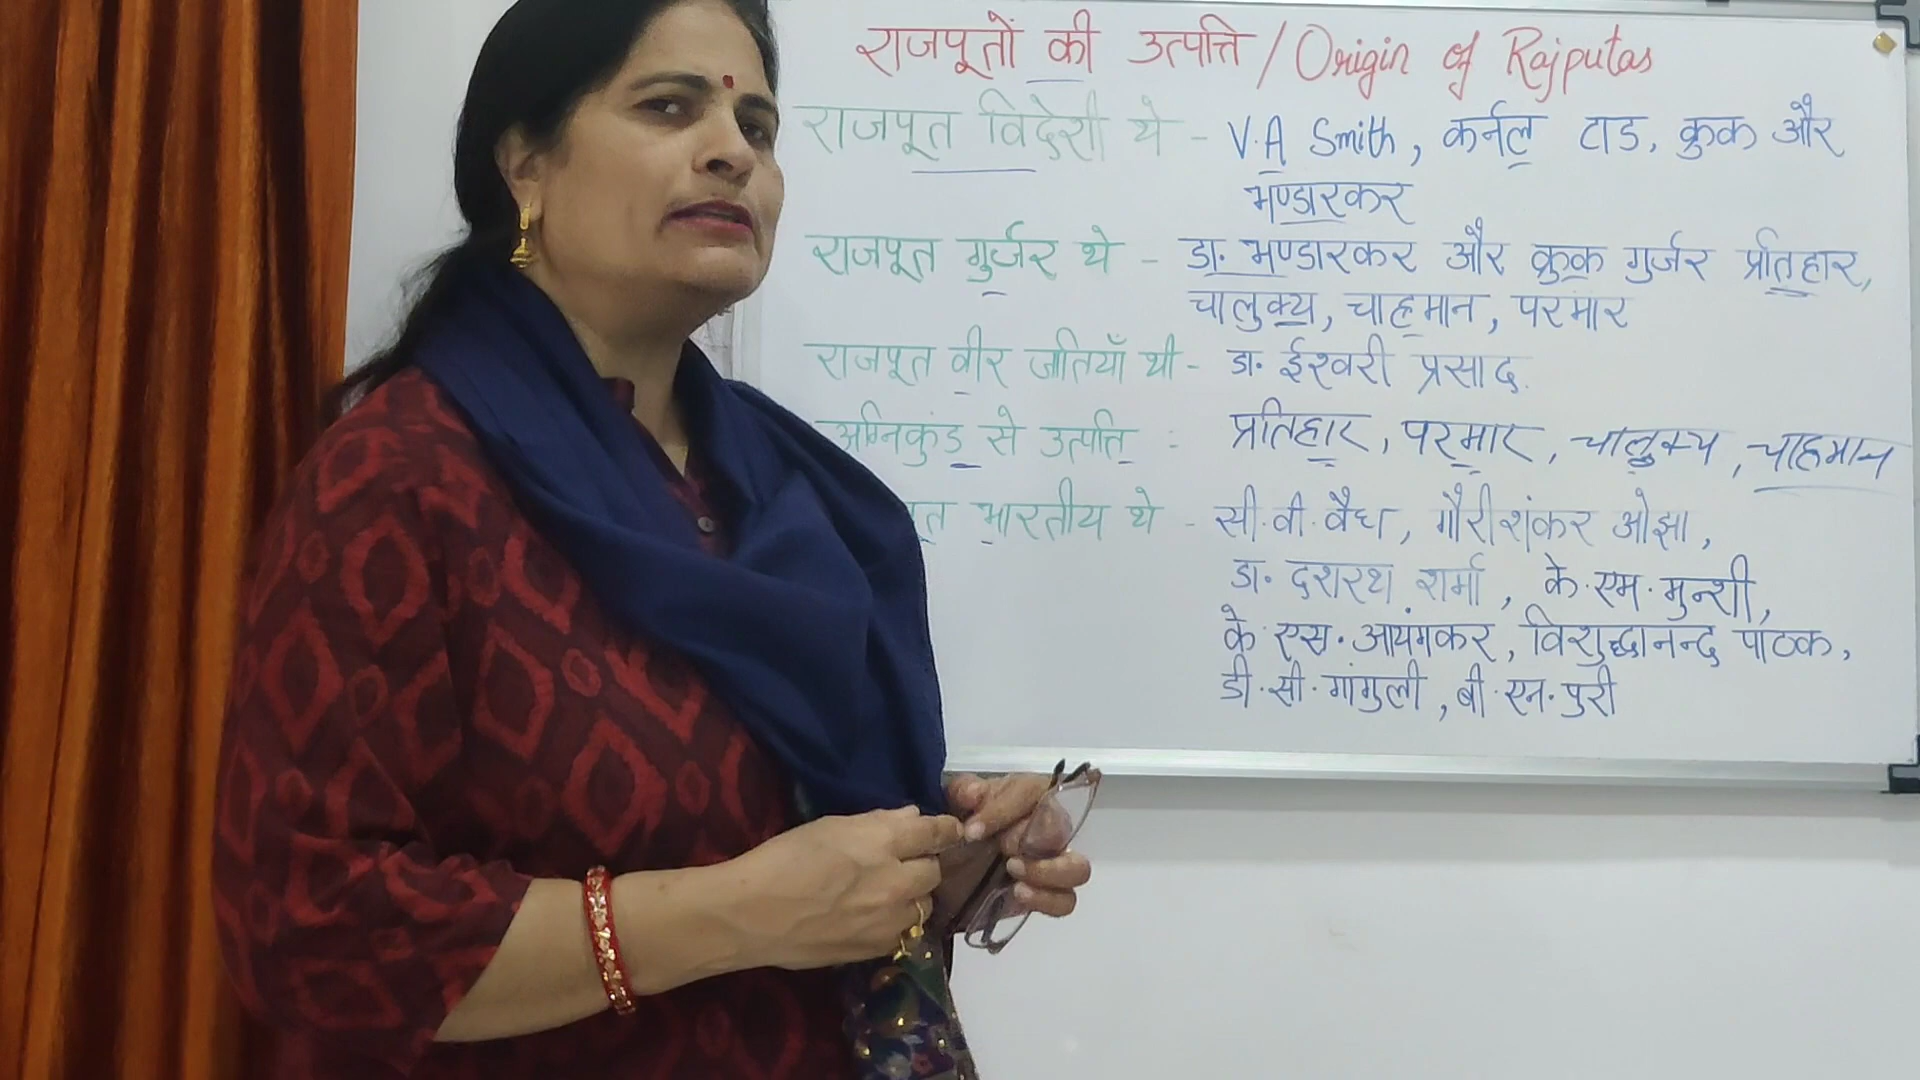 राजपूतों की उत्पत्ति / Origin of Rajputas
राजपूत विदेशी थे - V.A Smith, कर्नल टाड, क्रुक और
भण्डारकर
राजपूत गुर्जर थे - डा. भण्डारकर और क्रुक गुर्जर प्रतिहार,
चालुक्य, चाहमान, परमार
राजपूत वीर जातियाँ थी - डा. ईश्वरी प्रसाद.
अग्निकुंड से उत्पत्ति : प्रतिहार, परमार, चालुक्य, चाहमान
पूत भारतीय थे - सी.वी.वैध, गौरीशंकर ओझा,
डा. दशरथ शर्मा, के.एम.मुन्शी,
के.एस.आयंगकर, विशुद्धानन्द पाठक,
डी.सी.गांगुली, बी.एन.पुरी